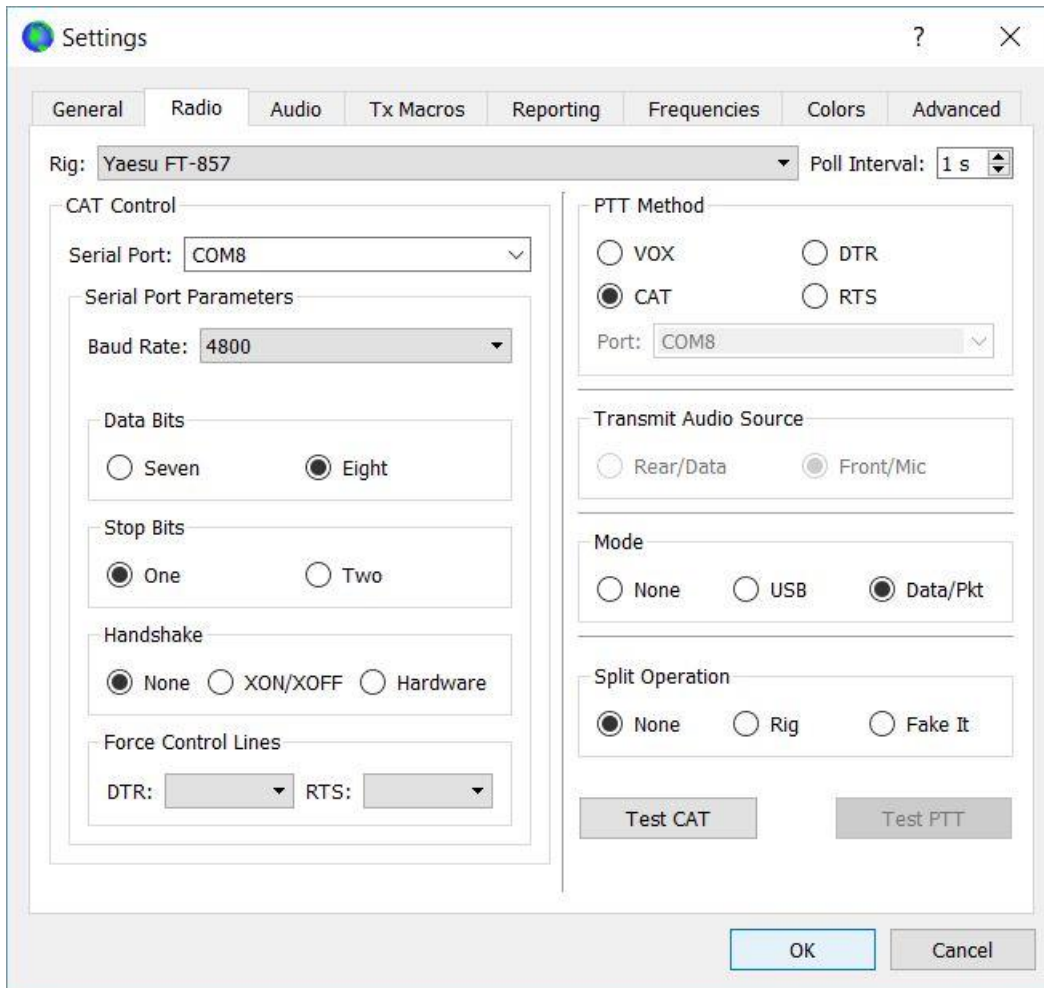 Settings
?
General Radio Audio Tx Macros Reporting Frequencies Colors Advanced
Rig: Yaesu FT-857 Poll Interval: 1 s
CAT Control
Serial Port: COM8
Serial Port Parameters
Baud Rate: 4800
Data Bits
Seven Eight
Stop Bits
One Two
Handshake
None XON/XOFF Hardware
Force Control Lines
DTR: RTS:
PTT Method
VOX DTR
CAT RTS
Port: COM8
Transmit Audio Source
Rear/Data Front/Mic
Mode
None USB Data/Pkt
Split Operation
None Rig Fake It
Test CAT Test PTT
OK Cancel